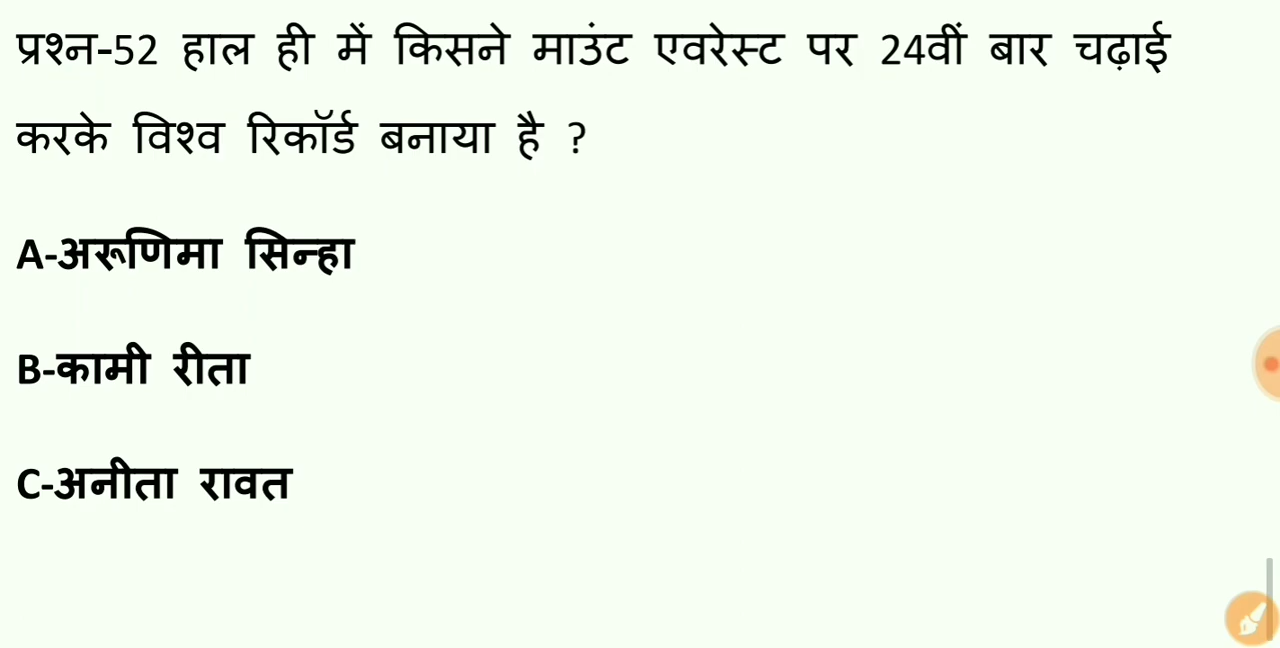 प्रश्न-52 हाल ही में किसने माउंट एवरेस्ट पर 24वीं बार चढ़ाई
करके विश्व रिकॉर्ड बनाया है ?
A-अरूणिमा सिन्हा
B-कामी रीता
C-अनीता रावत